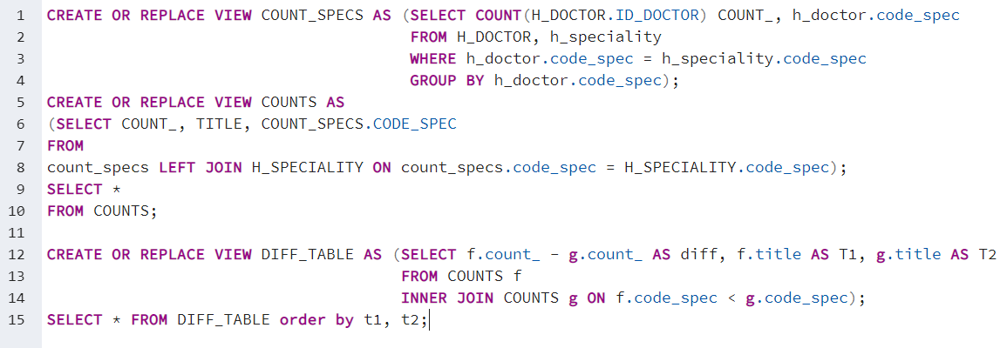 1 CREATE OR REPLACE VIEW COUNT_SPECS AS (SELECT COUNT(H_DOCTOR.ID_DOCTOR) COUNT_, h_doctor.code_spec
2 FROM H_DOCTOR, h_speciality
3 WHERE h_doctor.code_spec = h_speciality.code_spec
4 GROUP BY h_doctor.code_spec);
5 CREATE OR REPLACE VIEW COUNTS AS
6 (SELECT COUNT_, TITLE, COUNT_SPECS.CODE_SPEC
7 FROM
8 count_specs LEFT JOIN H_SPECIALITY ON count_specs.code_spec = H_SPECIALITY.code_spec);
9 SELECT *
10 FROM COUNTS;
11
12 CREATE OR REPLACE VIEW DIFF_TABLE AS (SELECT f.count_ - g.count_ AS diff, f.title AS T1, g.title AS T2
13 FROM COUNTS f
14 INNER JOIN COUNTS g ON f.code_spec < g.code_spec);
15 SELECT * FROM DIFF_TABLE order by t1, t2;